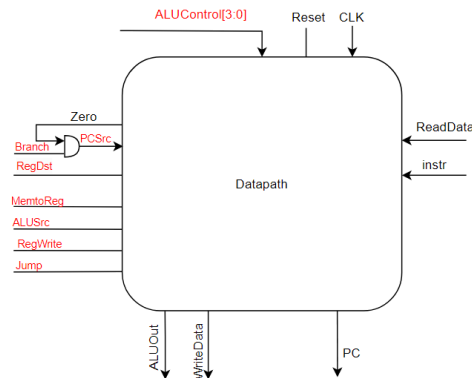 ALUControl[3:0]
Reset
CLK
Zero
Branch
PCSrc
RegDst
ReadData
instr
Datapath
MemtoReg
ALUSrc
RegWrite
Jump
ALUOut
WriteData
PC